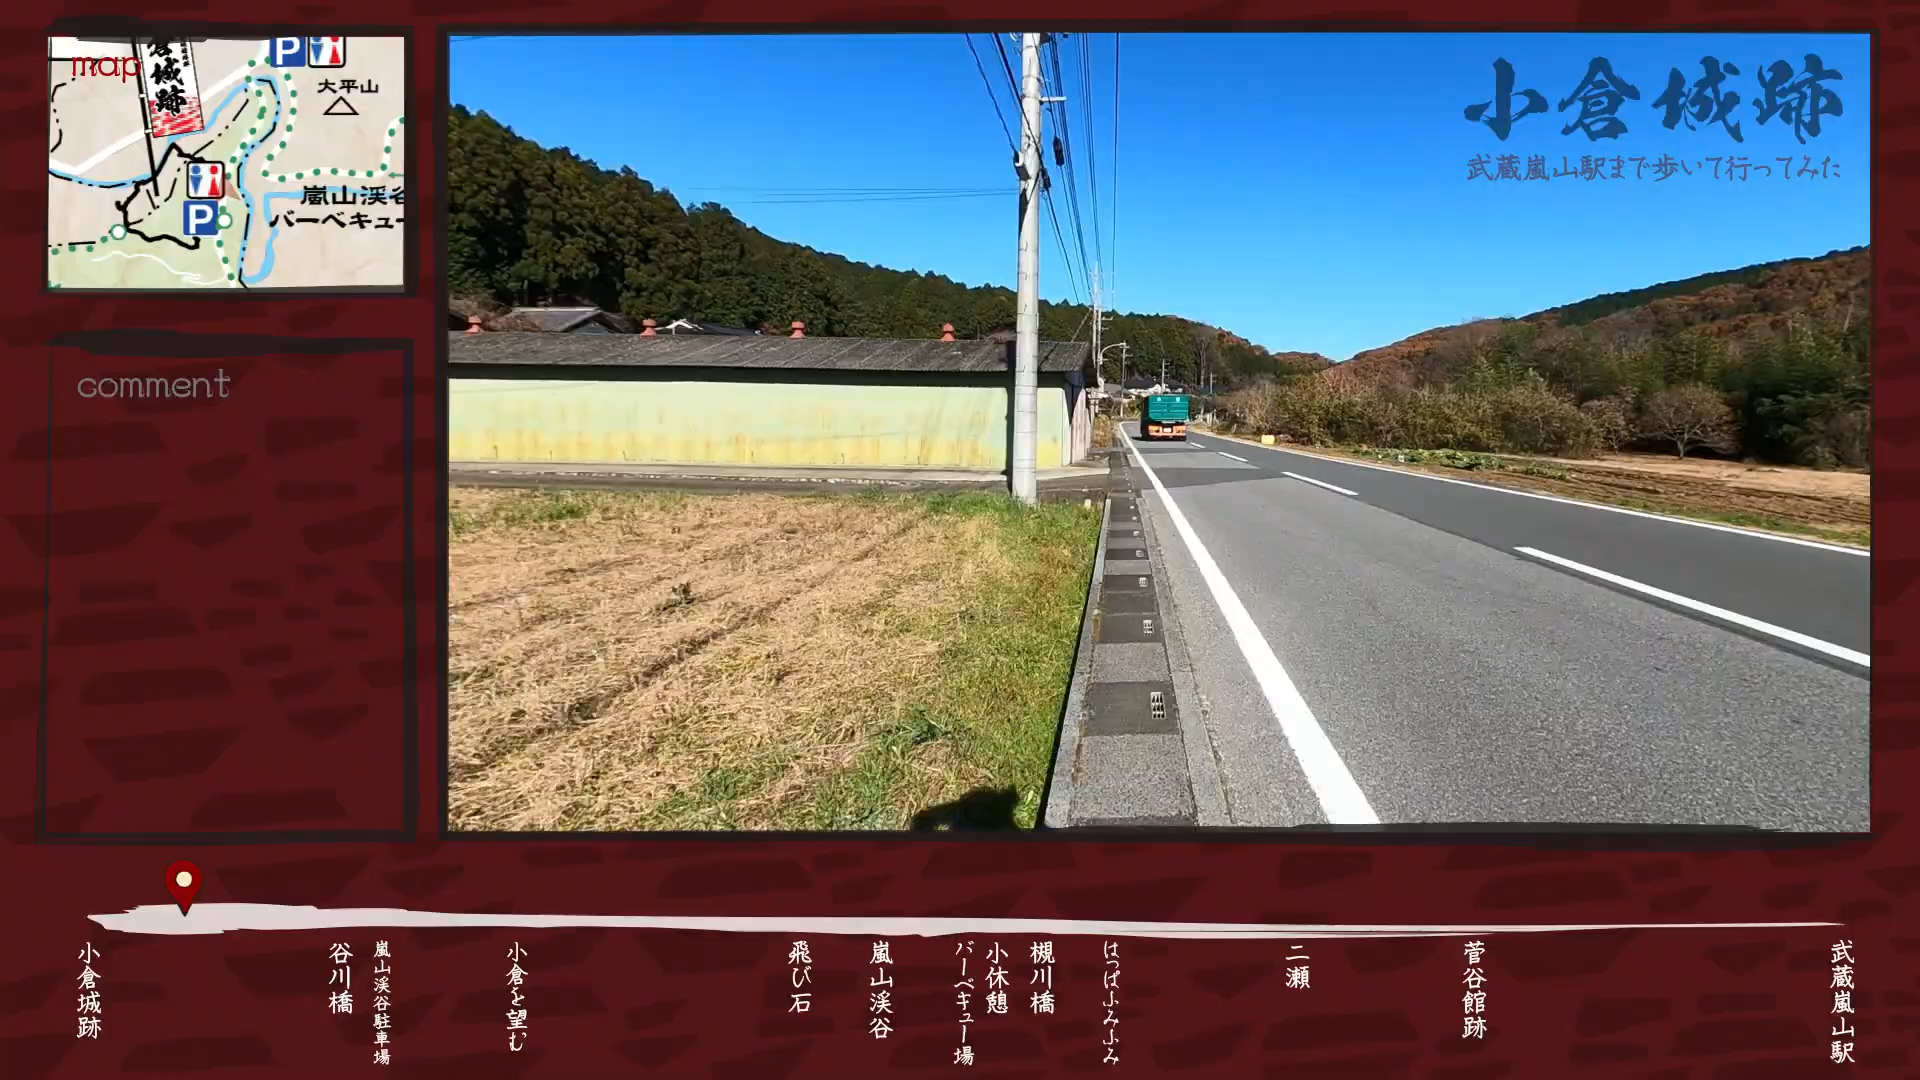 map
倉城跡
大平山
P
嵐山渓谷
バーベキュー
P
小倉城跡
武蔵嵐山駅まで歩いて行ってみた
comment
小倉城跡
谷川橋
嵐山渓谷駐車場
小倉を望む
飛び石
嵐山渓谷
バーベキュー場
小休憩
槻川橋
はっぱふみふみ
二瀬
菅谷館跡
武蔵嵐山駅